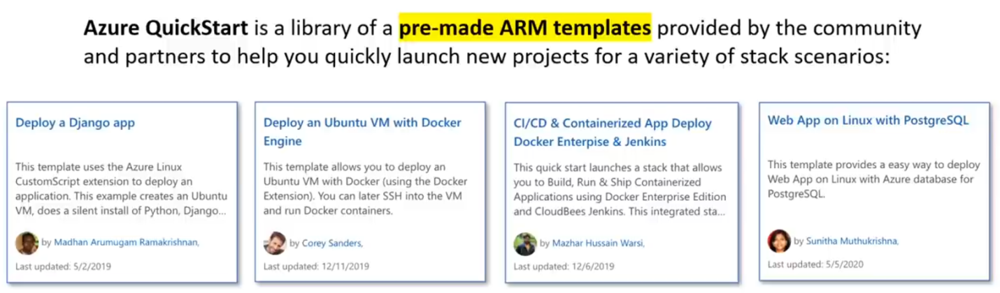 Azure QuickStart is a library of a pre-made ARM templates provided by the community
and partners to help you quickly launch new projects for a variety of stack scenarios:
Deploy a Django app
This template uses the Azure Linux
CustomScript extension to deploy an
application. This example creates an Ubuntu
VM, does a silent install of Python, Django...
by Madhan Arumugam Ramakrishnan,
Last updated: 5/2/2019
Deploy an Ubuntu VM with Docker
Engine
This template allows you to deploy an
Ubuntu VM with Docker (using the Docker
Extension). You can later SSH into the VM
and run Docker containers.
by Corey Sanders,
Last updated: 12/11/2019
CI/CD & Containerized App Deploy
Docker Enterpise & Jenkins
This quick start launches a stack that allows
you to Build, Run & Ship Containerized
Applications using Docker Enterprise Edition
and CloudBees Jenkins. This integrated sta...
by Mazhar Hussain Warsi,
Last updated: 12/6/2019
Web App on Linux with PostgreSQL
This template provides a easy way to deploy
Web App on Linux with Azure database for
PostgreSQL.
by Sunitha Muthukrishna,
Last updated: 5/5/2020